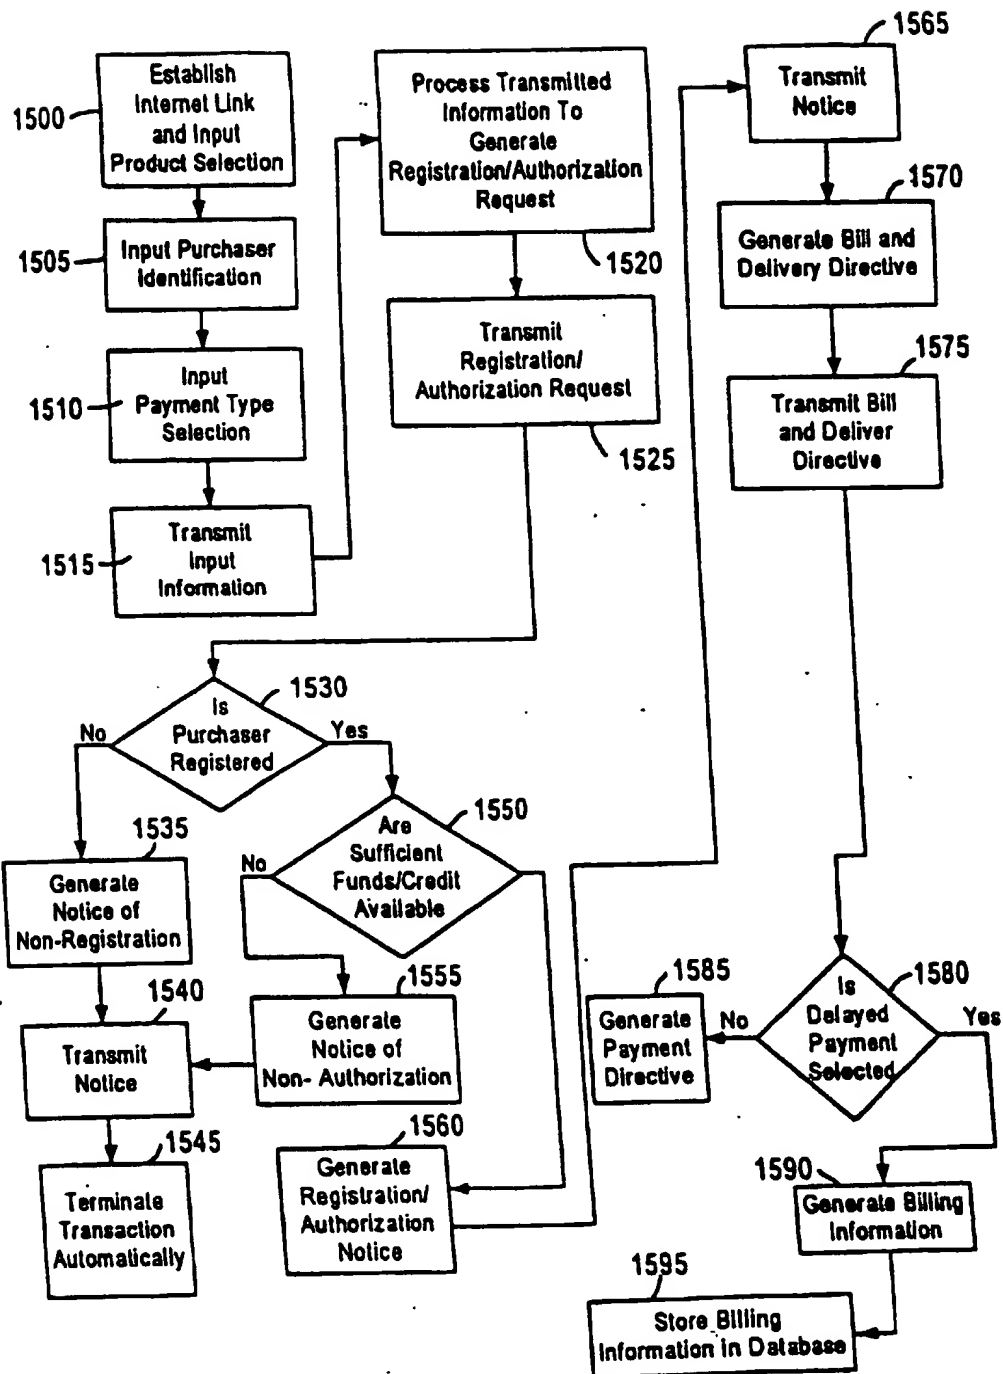 1500
Establish
Internet Link
and Input
Product Selection
1505
Input Purchaser
Identification
1510
Input
Payment Type
Selection
1515
Transmit
Input
Information
Process Transmitted
Information To
Generate
Registration/Authorization
Request
1520
Transmit
Registration/
Authorization Request
1525
1530
Is
Purchaser
Registered
No
Yes
1535
Generate
Notice of
Non-Registration
1540
Transmit
Notice
1545
Terminate
Transaction
Automatically
1550
Are
Sufficient
Funds/Credit
Available
No
1555
Generate
Notice of
Non- Authorization
1560
Generate
Registration/
Authorization
Notice
1565
Transmit
Notice
1570
Generate Bill and
Delivery Directive
1575
Transmit Bill
and Deliver
Directive
1580
Is
Delayed
Payment
Selected
No
Yes
1585
Generate
Payment
Directive
1590
Generate Billing
Information
1595
Store Billing
Information in Database